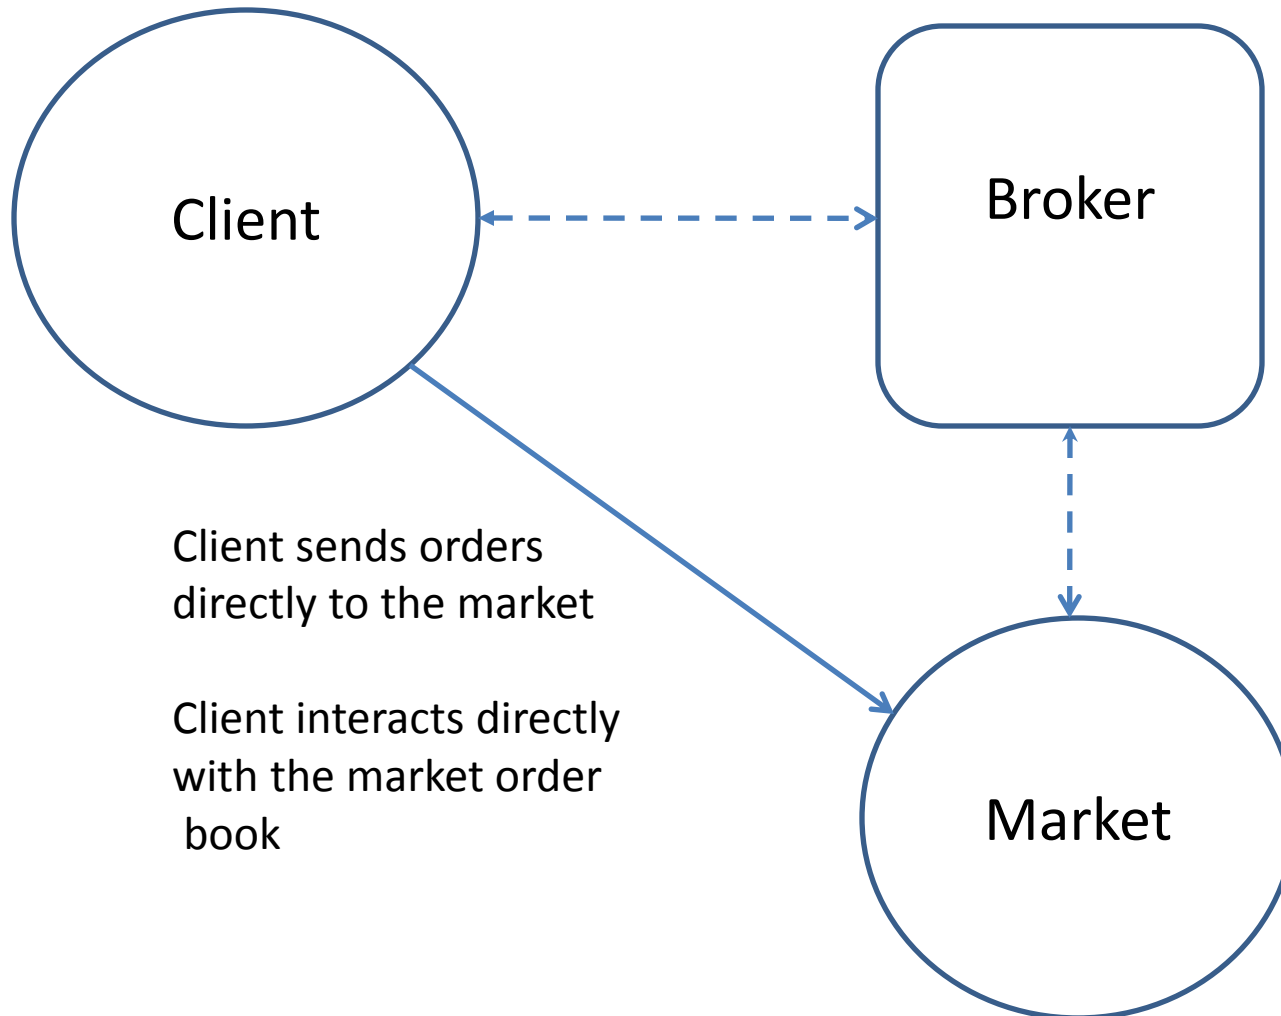 Client
Broker
Client sends orders
directly to the market
Client interacts directly
with the market order
book
Market